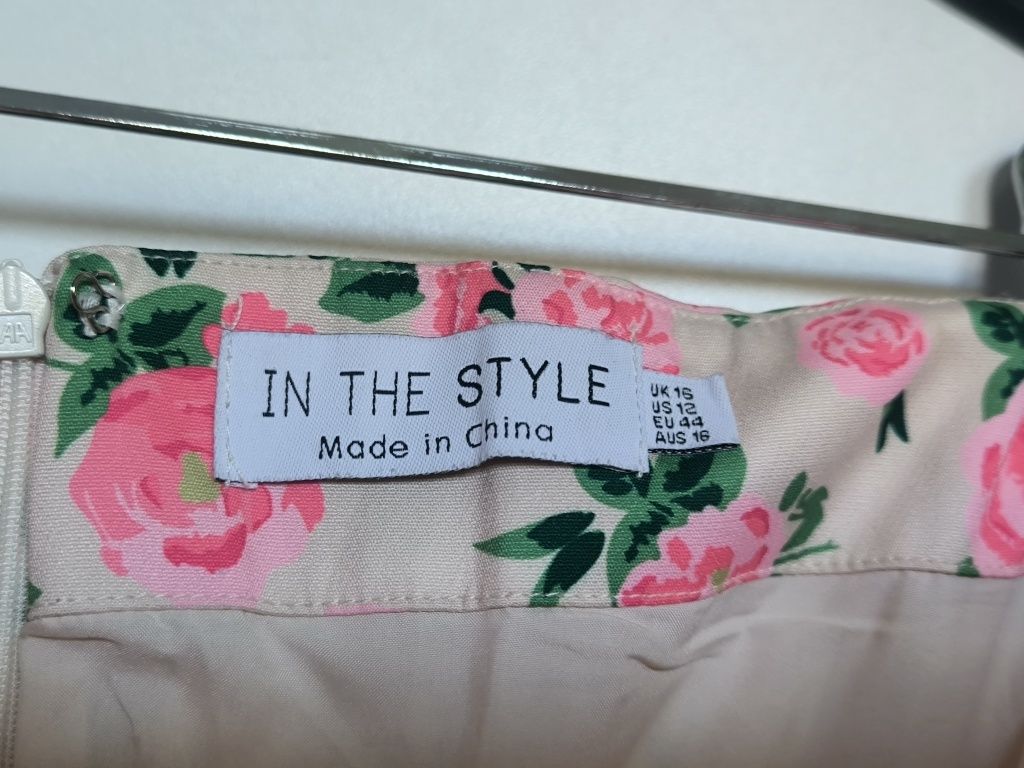 IN THE STYLE
Made in China
UK 16
US 12
EU 44
AUS 16